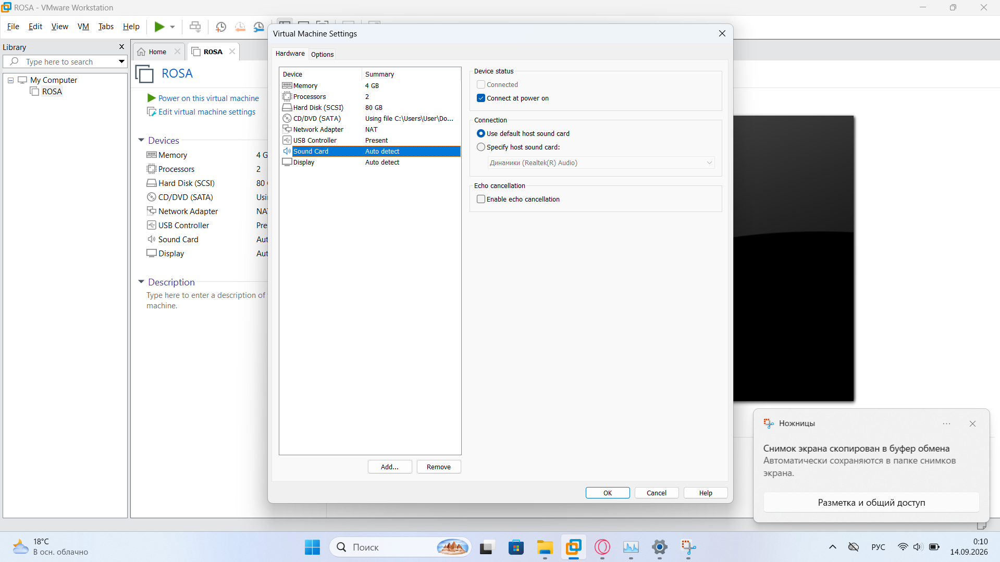 ROSA - VMware Workstation
File Edit View VM Tabs Help
Library
Type here to search
My Computer
ROSA
Home
ROSA
ROSA
Power on this virtual machine
Edit virtual machine settings
Devices
Memory 4 G
Processors 2
Hard Disk (SCSI) 80
CD/DVD (SATA) Usi
Network Adapter NA
USB Controller Pre
Sound Card Aut
Display Aut
Description
Type here to enter a description of
machine.
Virtual Machine Settings
Hardware Options
Device Summary
Memory 4 GB
Processors 2
Hard Disk (SCSI) 80 GB
CD/DVD (SATA) Using file C:\Users\User\Do...
Network Adapter NAT
USB Controller Present
Sound Card Auto detect
Display Auto detect
Add... Remove
Device status
Connected
Connect at power on
Connection
Use default host sound card
Specify host sound card:
Динамики (Realtek(R) Audio)
Echo cancellation
Enable echo cancellation
OK Cancel Help
Ножницы
Снимок экрана скопирован в буфер обмена
Автоматически сохраняются в папке снимков
экрана.
Разметка и общий доступ
18°C
В осн. облачно
Поиск
РУС
0:10
14.09.2026